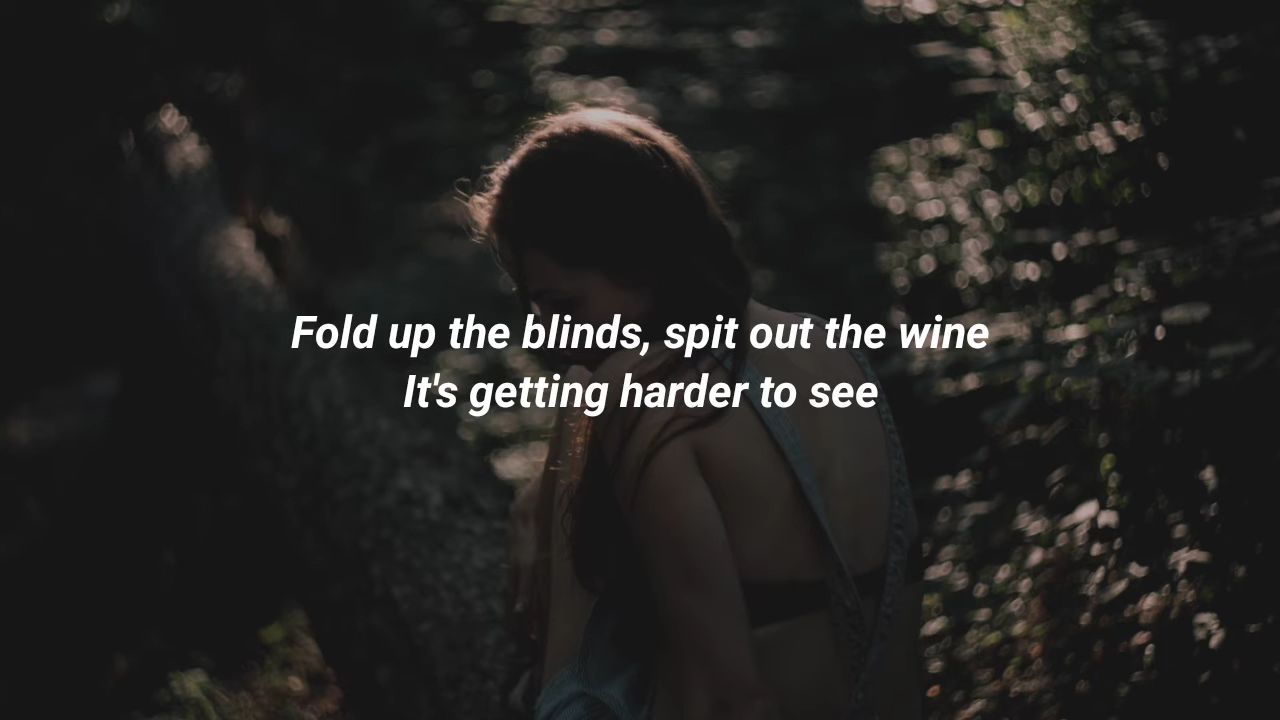 Fold up the blinds, spit out the wine
It's getting harder to see